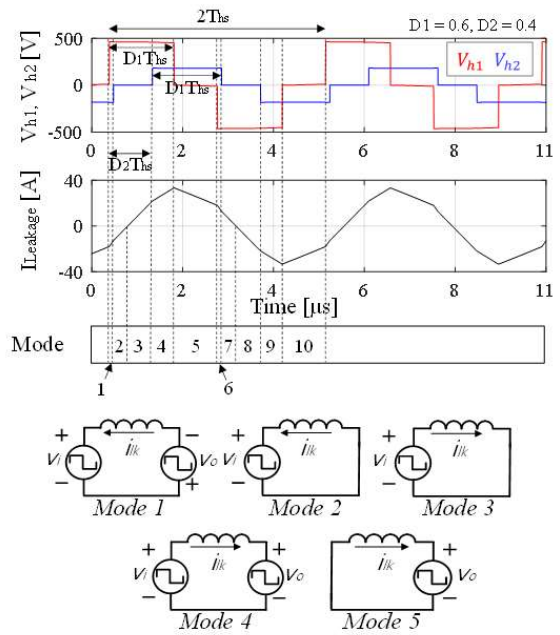 2Ths
D1 = 0.6, D2 = 0.4
Vh1, Vh2 [V]
500
0
-500
D1Ths
D1Ths
Vh1 Vh2
0 2 4 6 8 10 11
D2Ths
ILeakage [A]
40
0
-40
0 2 4 6 8 10 11
Time [μs]
Mode
2 3 4 5 7 8 9 10
1
6
+ − + +
vi ilk vo vi ilk vi ilk
− + − −
Mode 1 Mode 2 Mode 3
+ + +
vi ilk vo ilk vo
− − −
Mode 4 Mode 5